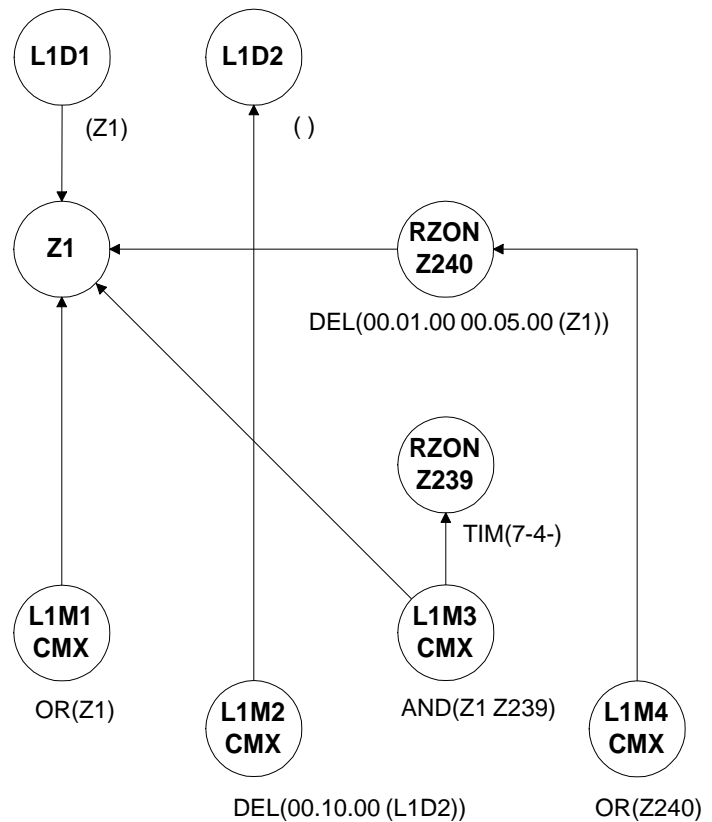 L1D1
L1D2
(Z1)
( )
Z1
RZON
Z240
DEL(00.01.00 00.05.00 (Z1))
RZON
Z239
TIM(7-4-)
L1M1
CMX
L1M3
CMX
OR(Z1)
L1M2
CMX
AND(Z1 Z239)
L1M4
CMX
DEL(00.10.00 (L1D2))
OR(Z240)